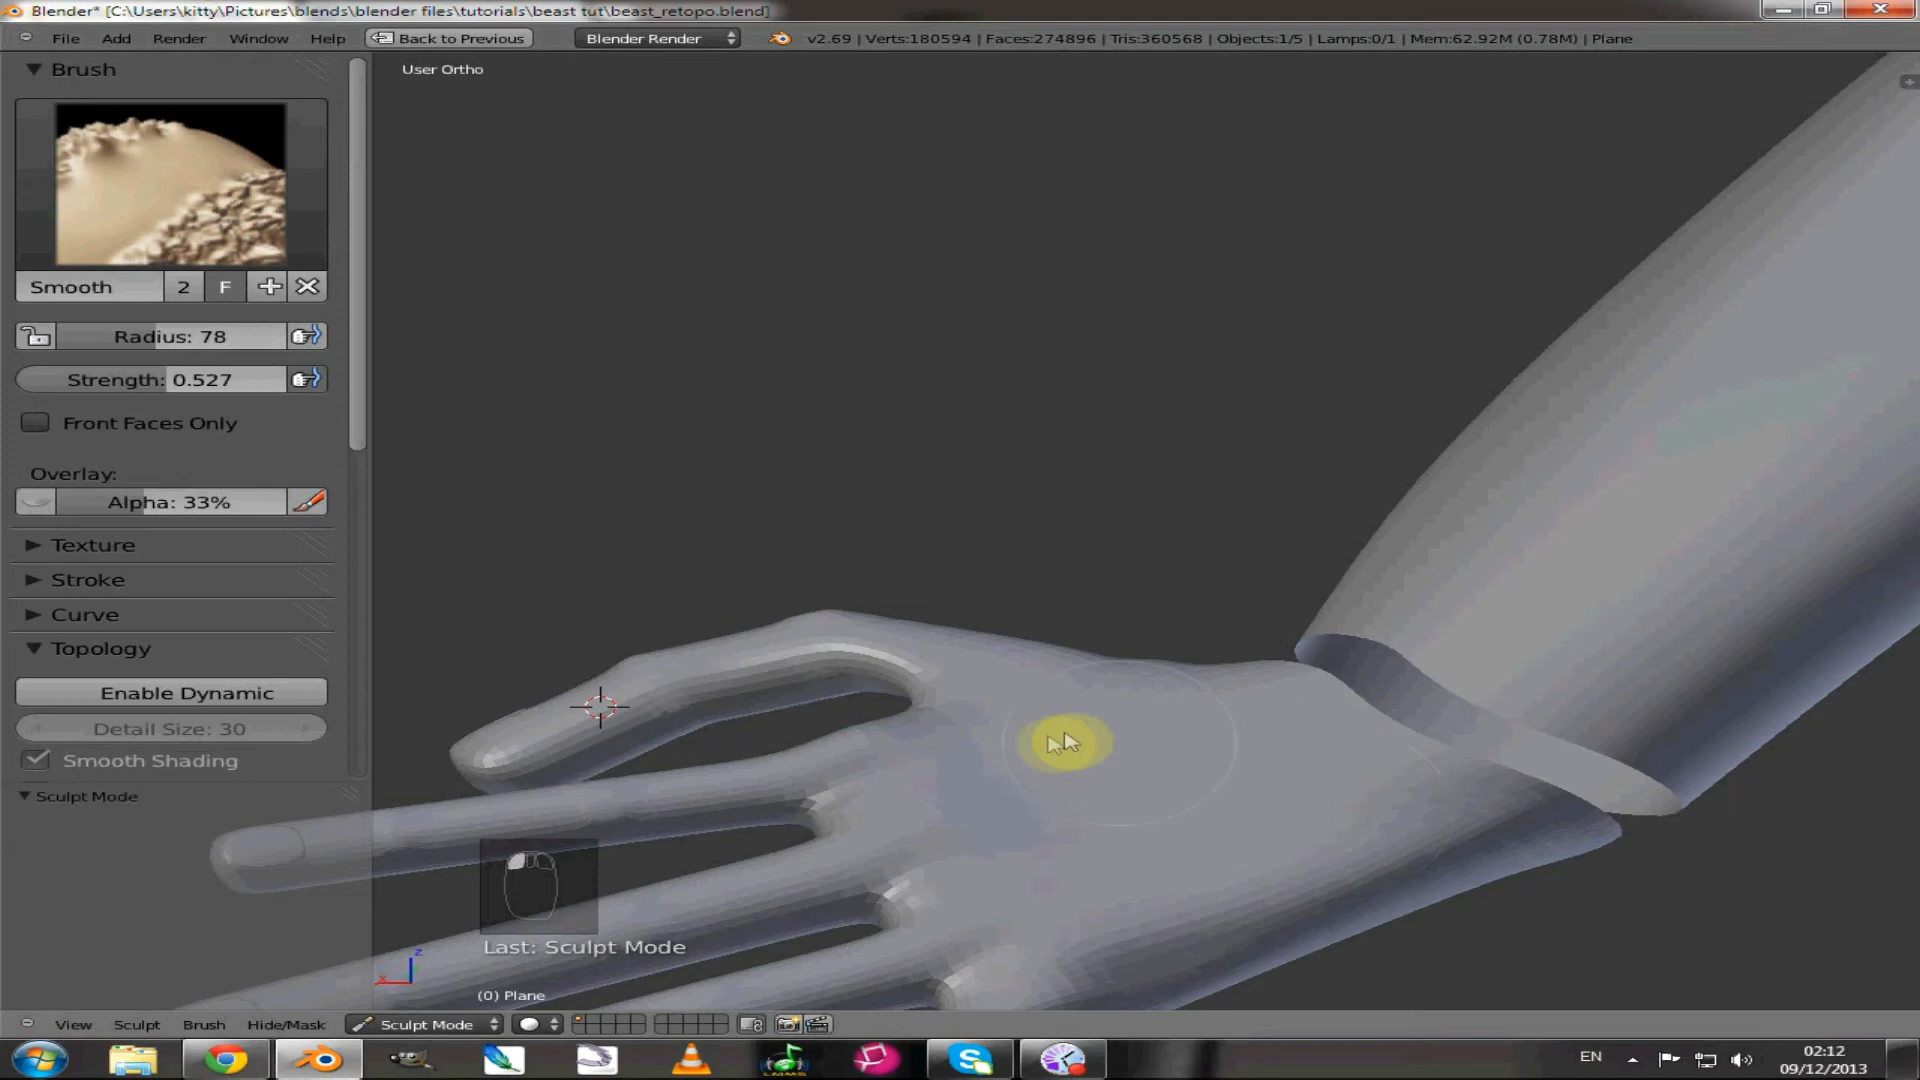 Blender* [C:\Users\kitty\Pictures\blends\blender files\tutorials\beast tut\beast_retopo.blend]
File Add Render Window Help Back to Previous Blender Render v2.69 | Verts:180594 | Faces:274896 | Tris:360568 | Objects:1/5 | Lamps:0/1 | Mem:62.92M (0.78M) | Plane
Brush
User Ortho
Smooth 2 F
Radius: 78
Strength: 0.527
Front Faces Only
Overlay:
Alpha: 33%
Texture
Stroke
Curve
Topology
Enable Dynamic
Detail Size: 30
Smooth Shading
Sculpt Mode
Last: Sculpt Mode
z
x
(0) Plane
View Sculpt Brush Hide/Mask Sculpt Mode
LMMS
EN
02:12
09/12/2013